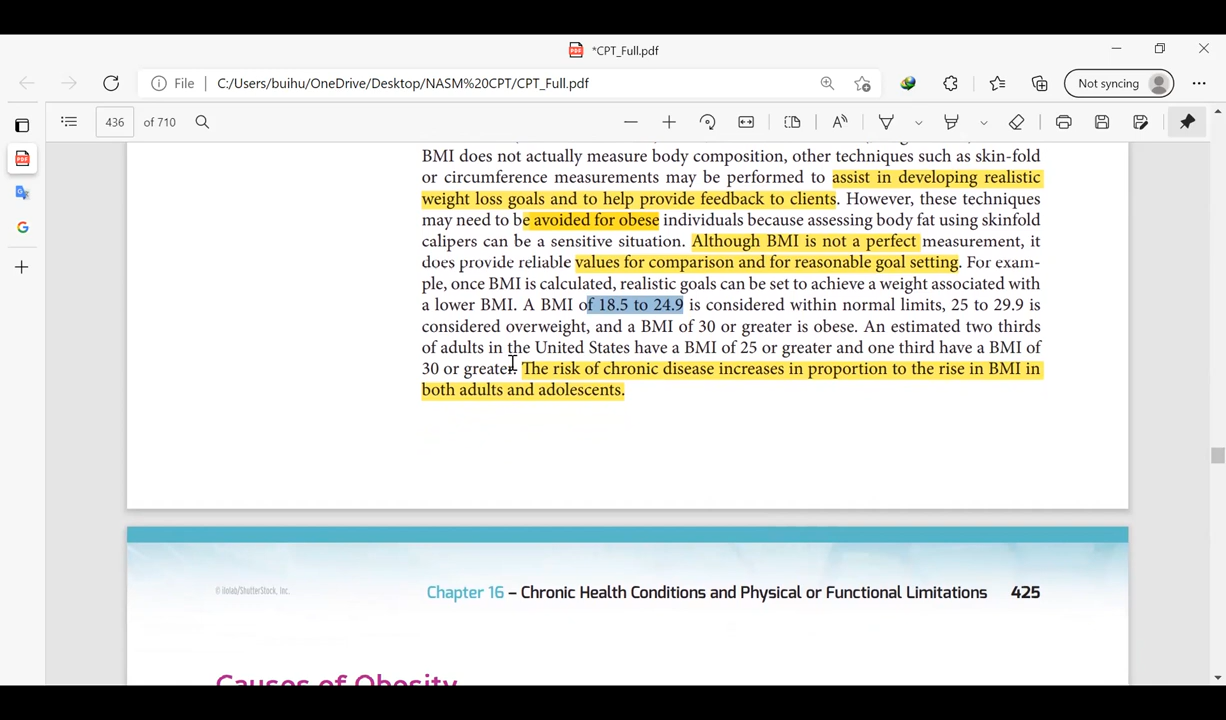 *CPT_Full.pdf
File | C:/Users/buihu/OneDrive/Desktop/NASM%20CPT/CPT_Full.pdf
Not syncing
436 of 710
BMI does not actually measure body composition, other techniques such as skin-fold
or circumference measurements may be performed to assist in developing realistic
weight loss goals and to help provide feedback to clients. However, these techniques
may need to be avoided for obese individuals because assessing body fat using skinfold
calipers can be a sensitive situation. Although BMI is not a perfect measurement, it
does provide reliable values for comparison and for reasonable goal setting. For exam-
ple, once BMI is calculated, realistic goals can be set to achieve a weight associated with
a lower BMI. A BMI of 18.5 to 24.9 is considered within normal limits, 25 to 29.9 is
considered overweight, and a BMI of 30 or greater is obese. An estimated two thirds
of adults in the United States have a BMI of 25 or greater and one third have a BMI of
30 or greater. The risk of chronic disease increases in proportion to the rise in BMI in
both adults and adolescents.
© ilolab/ShutterStock, Inc.
Chapter 16 – Chronic Health Conditions and Physical or Functional Limitations 425
Causes of Obesity